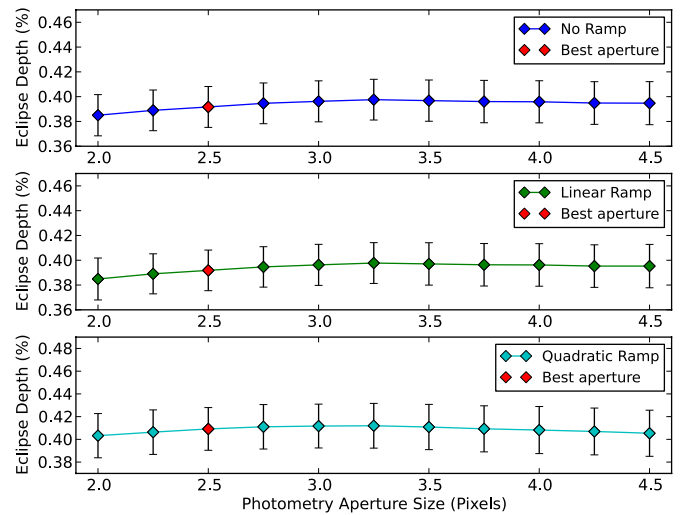 0.46
0.44
0.42
0.40
0.38
0.36
Eclipse Depth (%)
No Ramp
Best aperture
2.0 2.5 3.0 3.5 4.0 4.5
0.46
0.44
0.42
0.40
0.38
0.36
Eclipse Depth (%)
Linear Ramp
Best aperture
2.0 2.5 3.0 3.5 4.0 4.5
0.48
0.46
0.44
0.42
0.40
0.38
Eclipse Depth (%)
Quadratic Ramp
Best aperture
2.0 2.5 3.0 3.5 4.0 4.5
Photometry Aperture Size (Pixels)